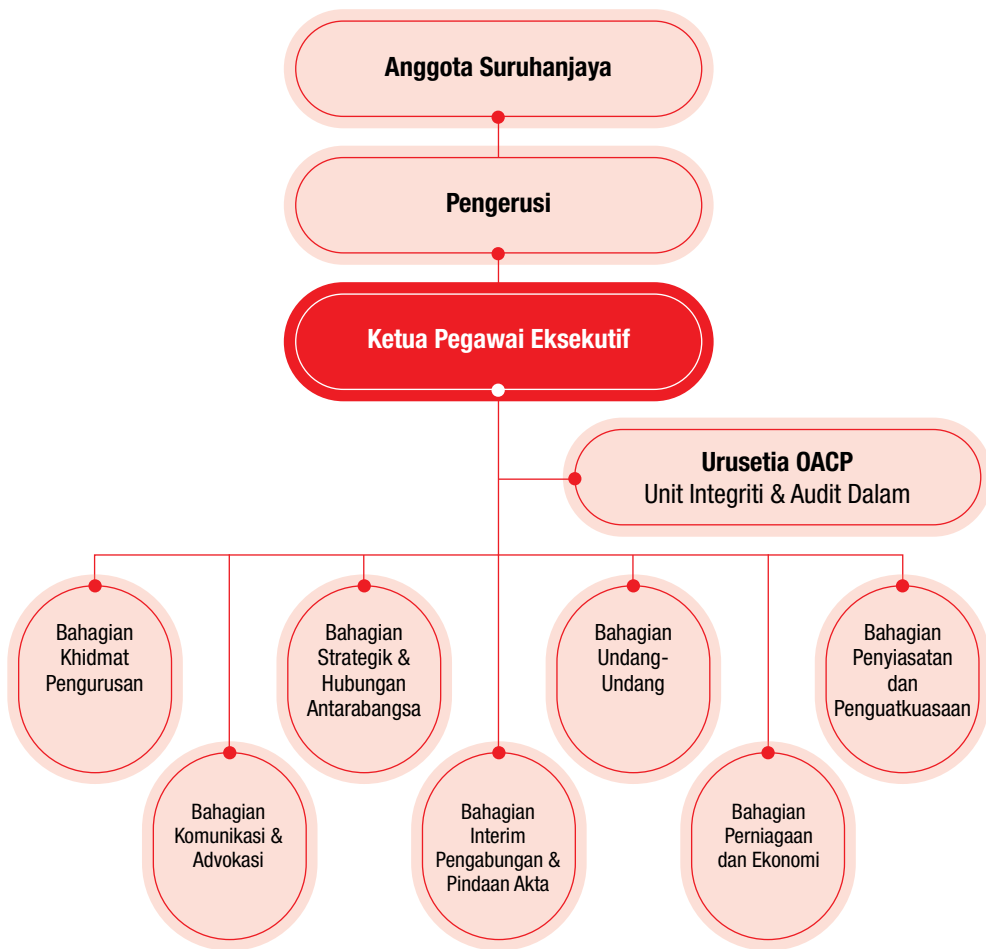 Anggota Suruhanjaya
Pengerusi
Ketua Pegawai Eksekutif
Urusetia OACP
Unit Integriti & Audit Dalam
Bahagian
Khidmat
Pengurusan
Bahagian
Strategik &
Hubungan
Antarabangsa
Bahagian
Undang-
Undang
Bahagian
Penyiasatan
dan
Penguatkuasaan
Bahagian
Komunikasi &
Advokasi
Bahagian
Interim
Pengabungan &
Pindaan Akta
Bahagian
Perniagaan
dan Ekonomi